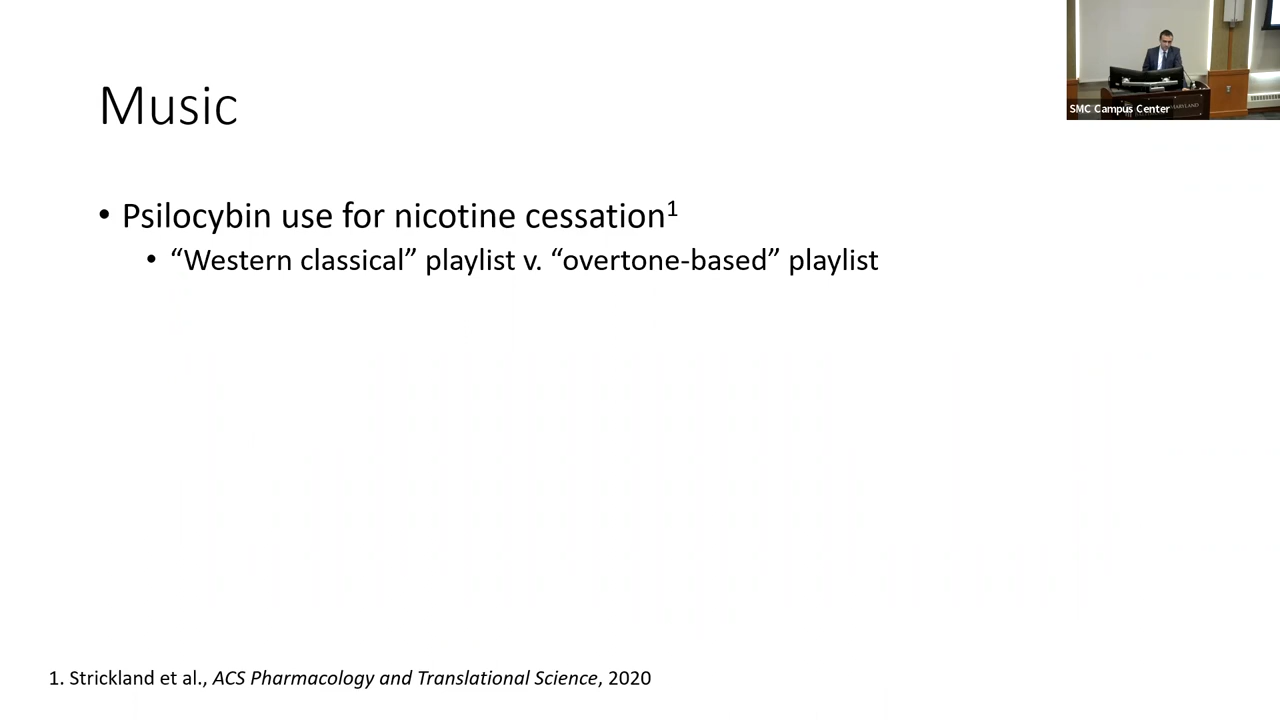 Music
• Psilocybin use for nicotine cessation¹
• “Western classical” playlist v. “overtone-based” playlist
1. Strickland et al., ACS Pharmacology and Translational Science, 2020
SMC Campus Center
MARYLAND